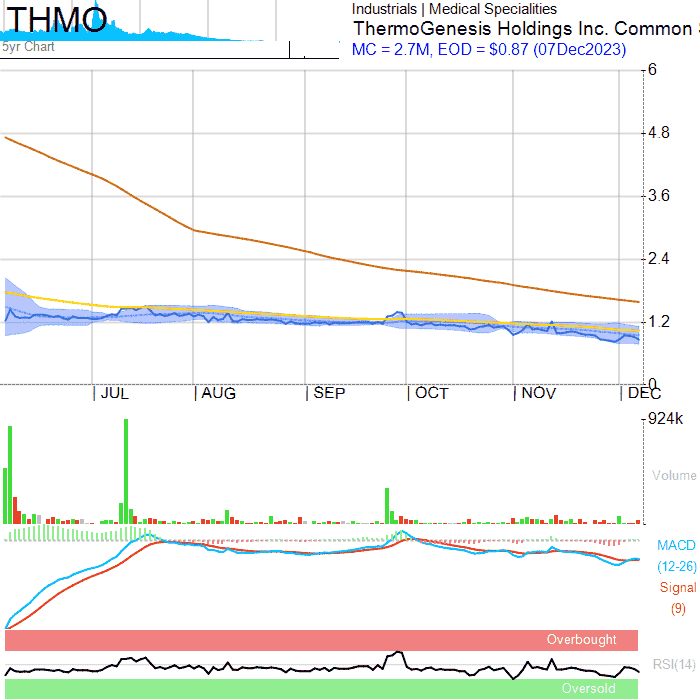 THMO
5yr Chart
Industrials | Medical Specialities
ThermoGenesis Holdings Inc. Common
MC = 2.7M, EOD = $0.87 (07Dec2023)
6
4.8
3.6
2.4
1.2
0
JUL
AUG
SEP
OCT
NOV
DEC
924k
Volume
MACD
(12-26)
Signal
(9)
Overbought
RSI(14)
Oversold